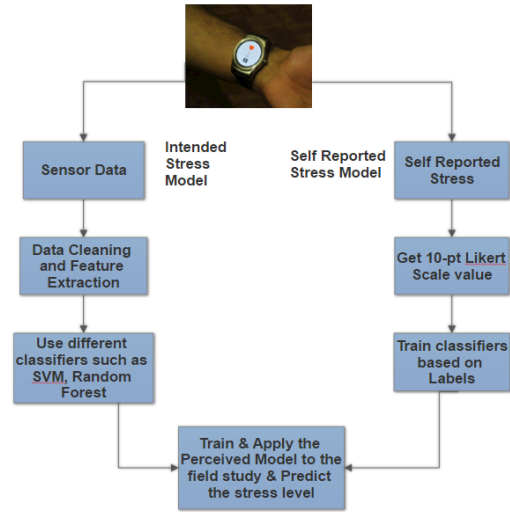 Intended
Stress
Model
Self Reported
Stress Model
Sensor Data
Self Reported
Stress
Data Cleaning
and Feature
Extraction
Get 10-pt Likert
Scale value
Use different
classifiers such as
SVM, Random
Forest
Train classifiers
based on
Labels
Train & Apply the
Perceived Model to the
field study & Predict
the stress level